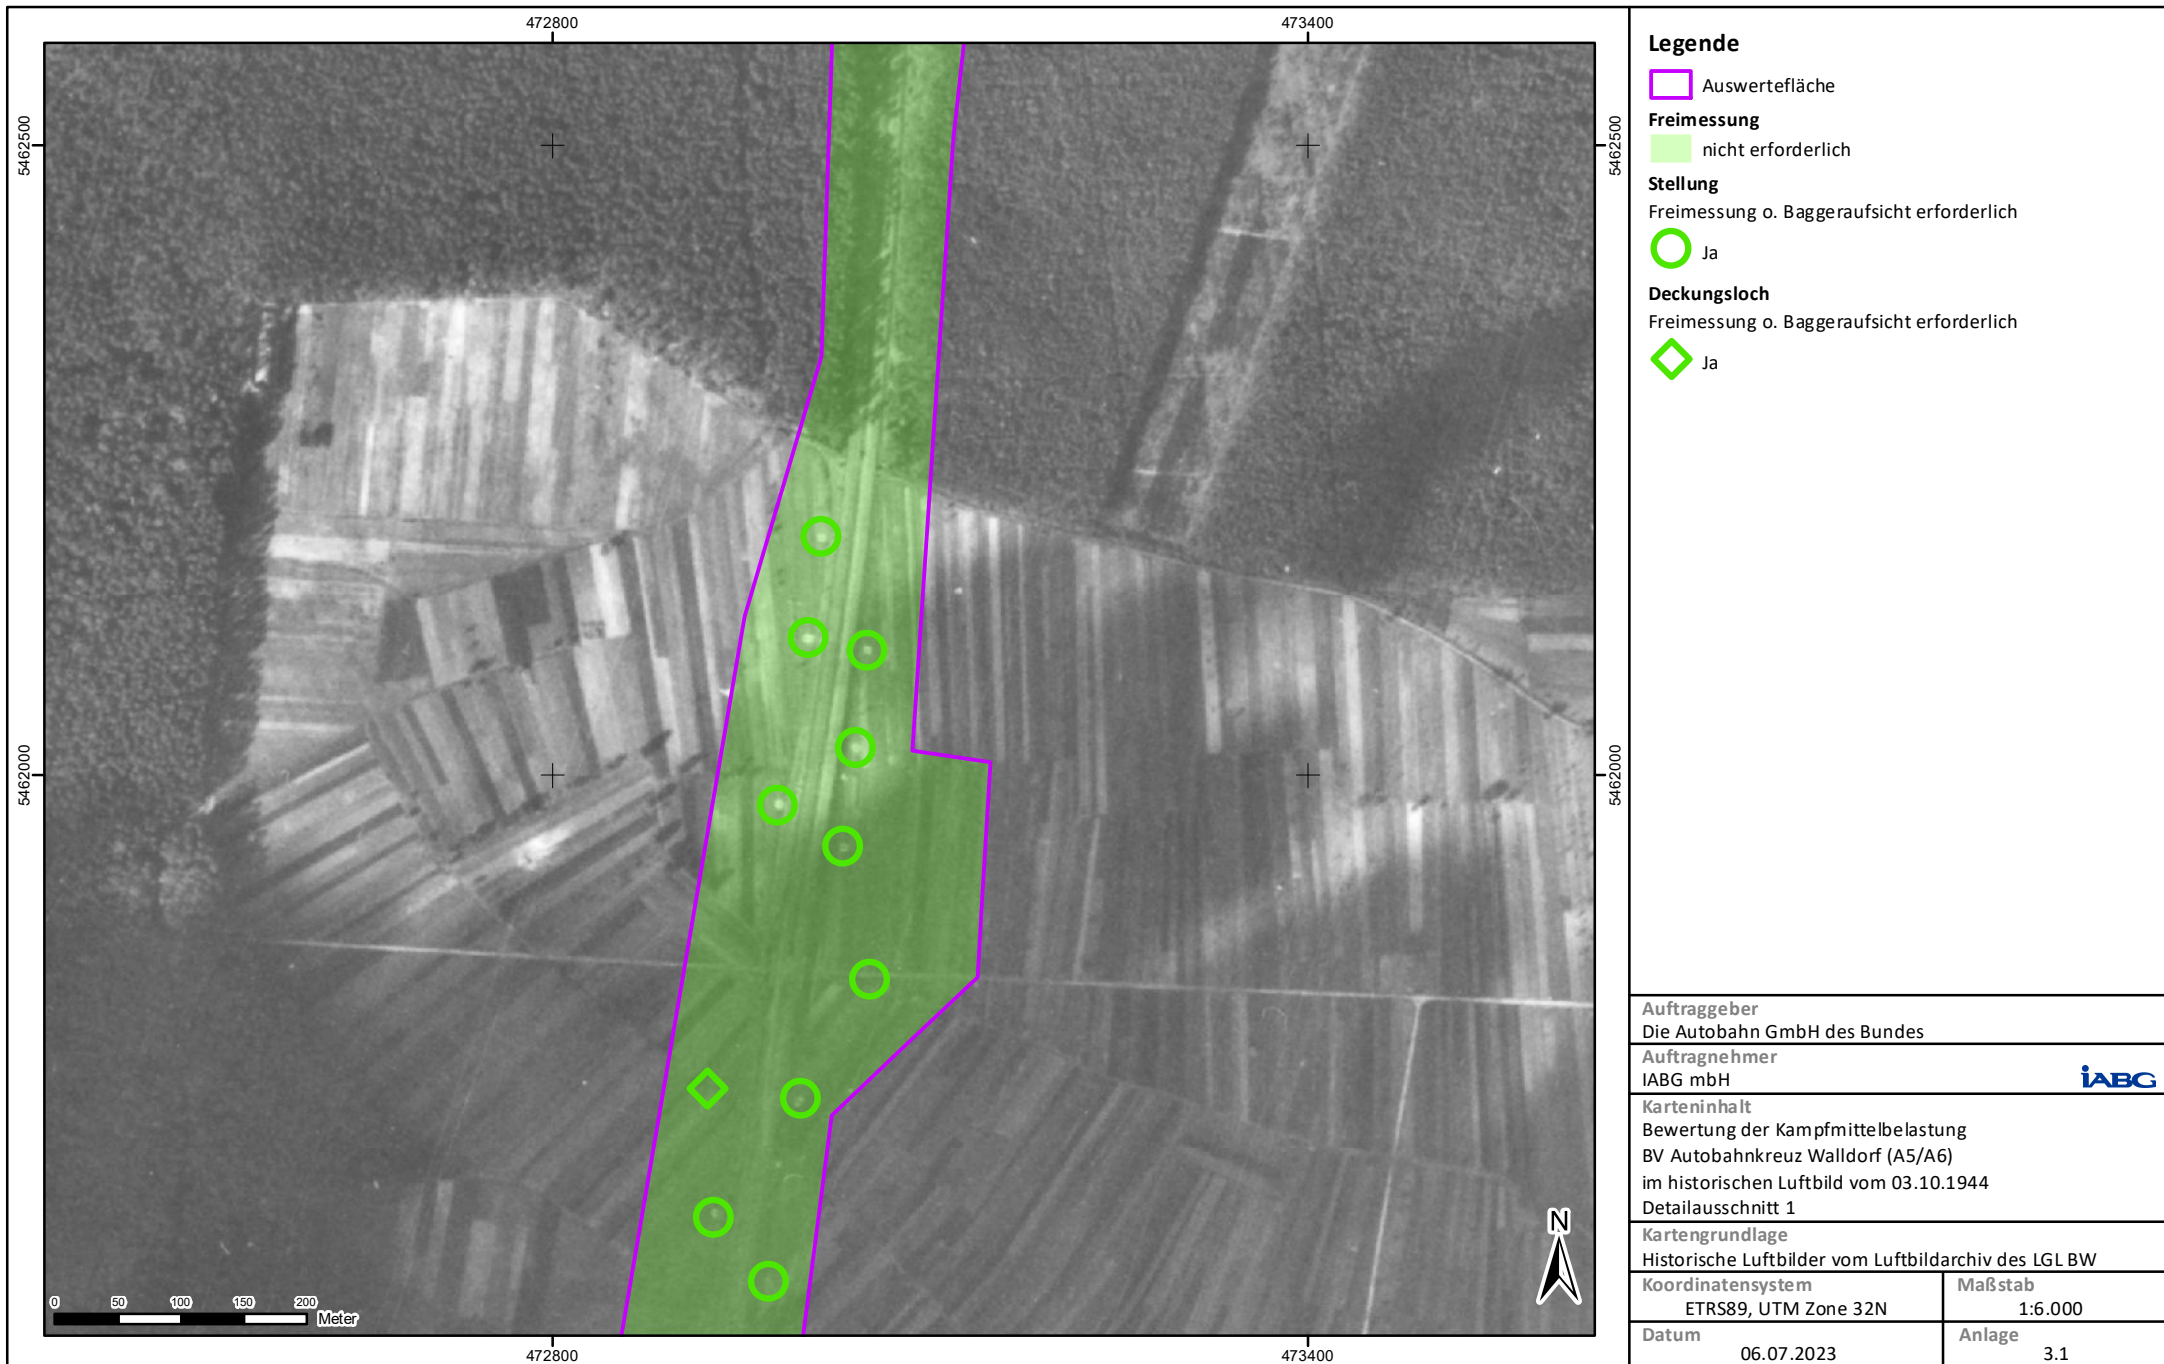 472800
473400
5462500
5462500
5462000
5462000
0 50 100 150 200
Meter
N
472800
473400
Legende
Auswertefläche
Freimessung
nicht erforderlich
Stellung
Freimessung o. Baggeraufsicht erforderlich
Ja
Deckungsloch
Freimessung o. Baggeraufsicht erforderlich
Ja
Auftraggeber
Die Autobahn GmbH des Bundes
Auftragnehmer
IABG mbH
iABG
Karteninhalt
Bewertung der Kampfmittelbelastung
BV Autobahnkreuz Walldorf (A5/A6)
im historischen Luftbild vom 03.10.1944
Detailausschnitt 1
Kartengrundlage
Historische Luftbilder vom Luftbildarchiv des LGL BW
Koordinatensystem
ETRS89, UTM Zone 32N
Maßstab
1:6.000
Datum
06.07.2023
Anlage
3.1